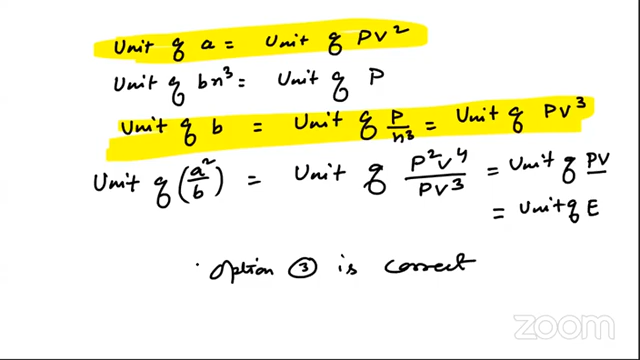 Unit of a = Unit of PV²
Unit of bn³ = Unit of P
Unit of b = Unit of P/n³ = Unit of PV³
Unit of (a²/b) = Unit of P²V⁴/PV³ = Unit of PV
= Unit of E
. option ③ is correct
zoom